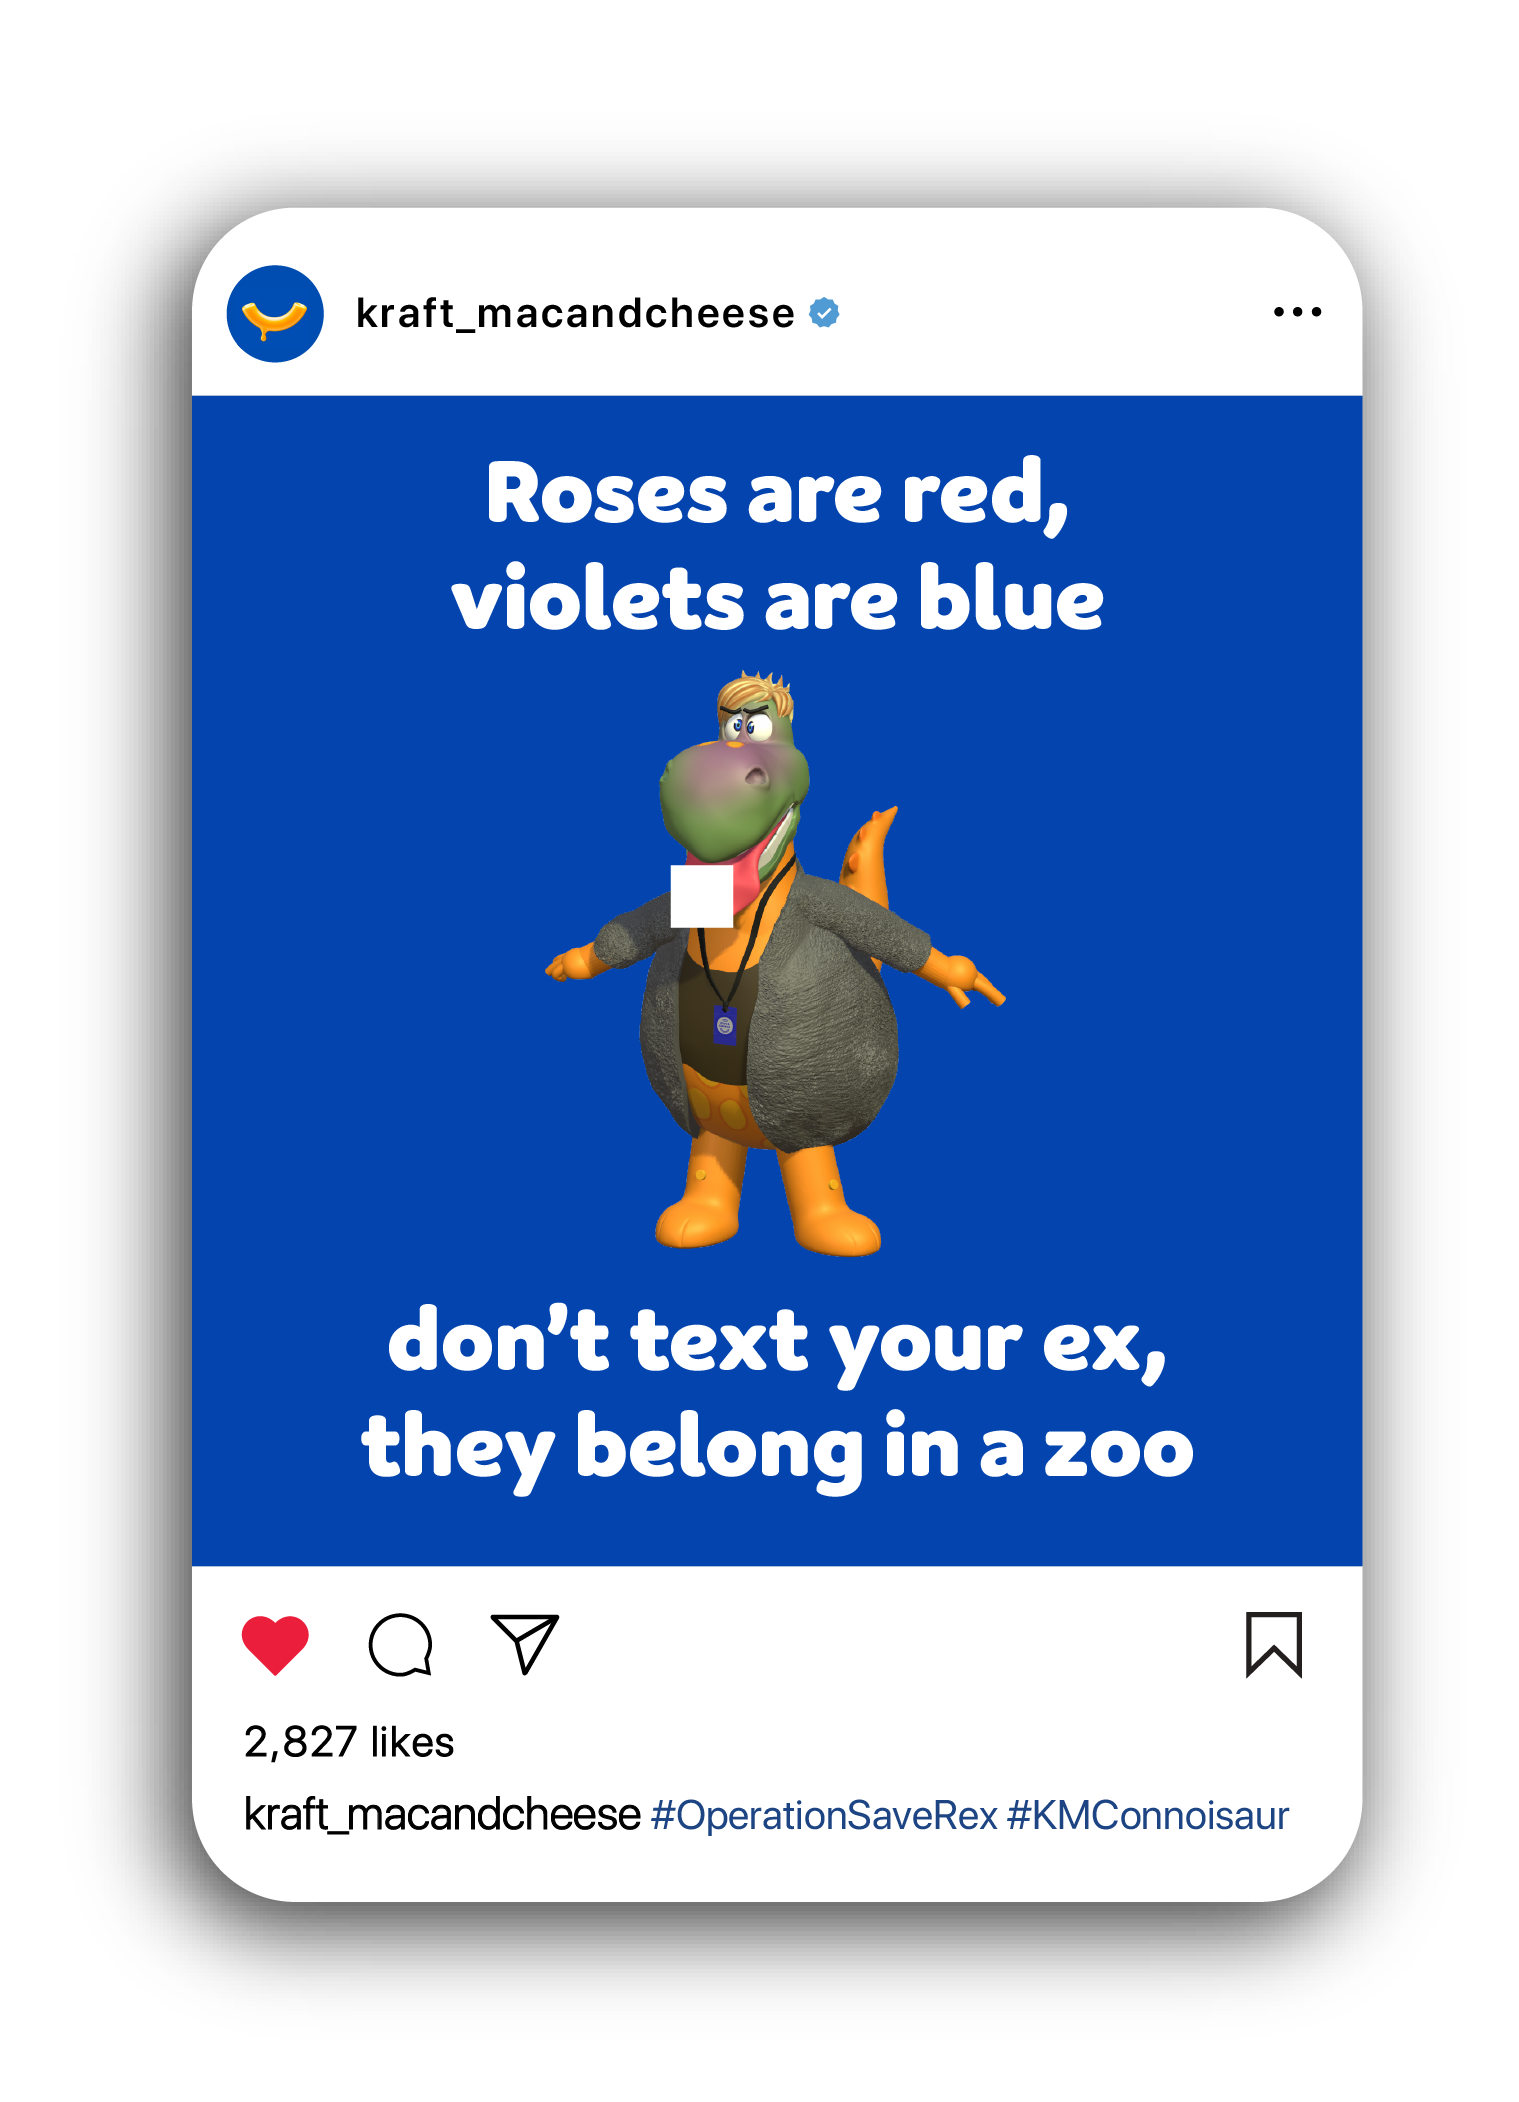 kraft_macandcheese
Roses are red,
violets are blue
don't text your ex,
they belong in a zoo
2,827 likes
kraft_macandcheese #OperationSaveRex #KMConnoisaur